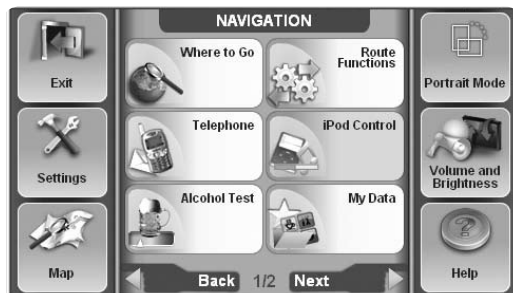 NAVIGATION
Exit
Where to Go
Route
Functions
Portrait Mode
Settings
Telephone
iPod Control
Volume and
Brightness
Map
Alcohol Test
My Data
Help
Back 1/2 Next